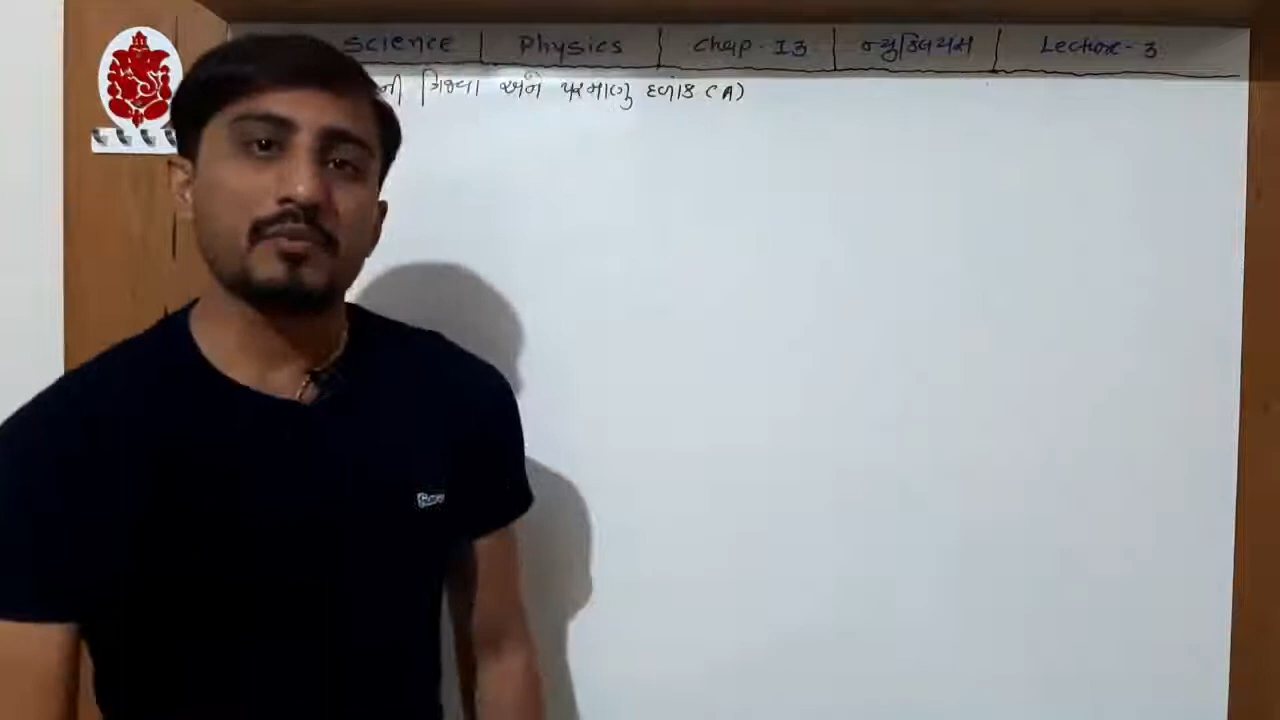 Science | Physics | Chap - 13 | ન્યુક્લિયસ | Lecture - 3
ની ત્રિજ્યા અને પરમાણુ દળાંક (A)